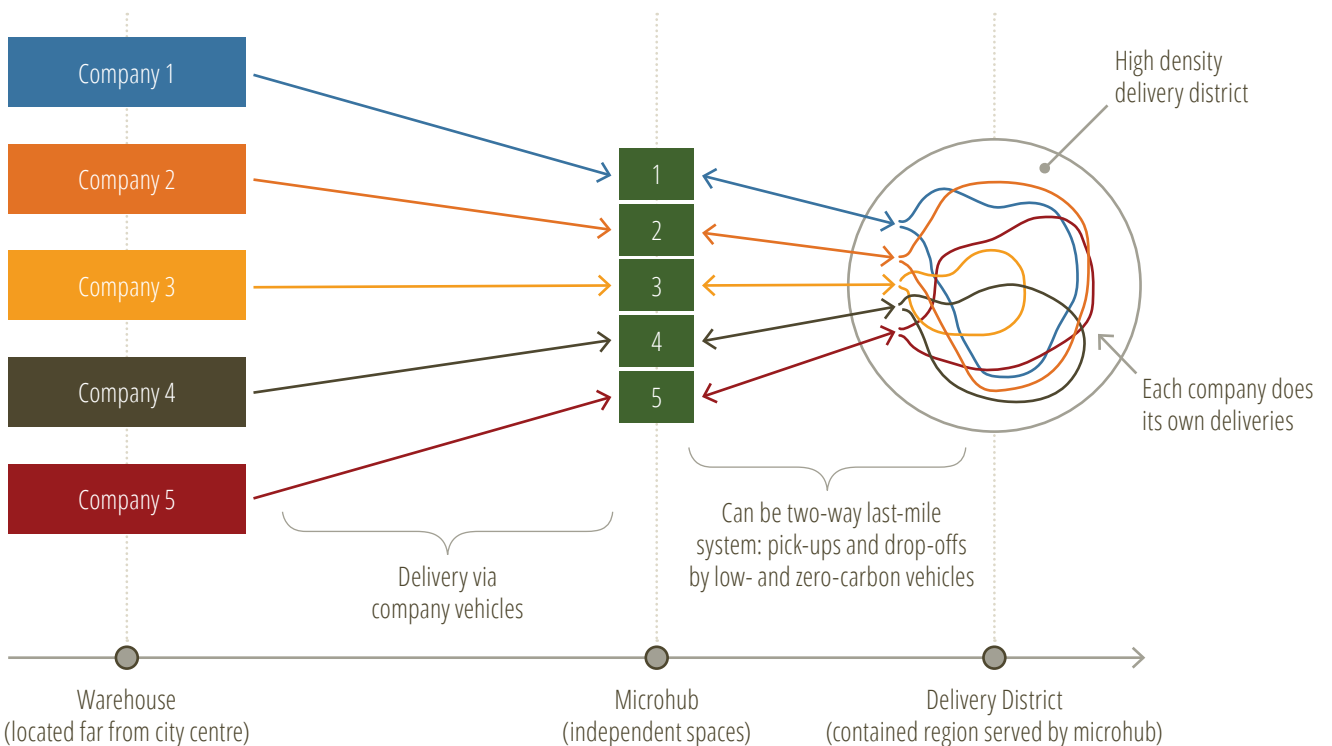 Company 1
Company 2
Company 3
Company 4
Company 5
1
2
3
4
5
High density
delivery district
Each company does
its own deliveries
Delivery via
company vehicles
Can be two-way last-mile
system: pick-ups and drop-offs
by low- and zero-carbon vehicles
Warehouse
(located far from city centre)
Microhub
(independent spaces)
Delivery District
(contained region served by microhub)